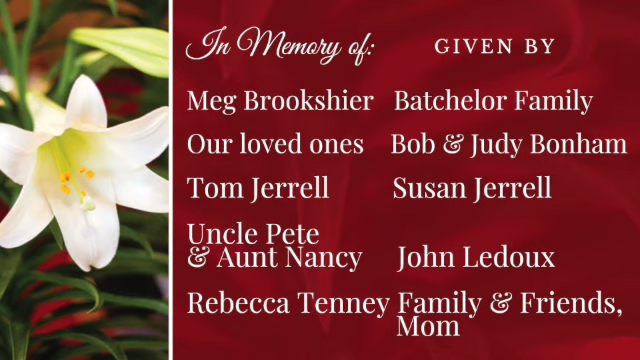 In Memory of: GIVEN BY
Meg Brookshier Batchelor Family
Our loved ones Bob & Judy Bonham
Tom Jerrell Susan Jerrell
Uncle Pete
& Aunt Nancy John Ledoux
Rebecca Tenney Family & Friends,
Mom